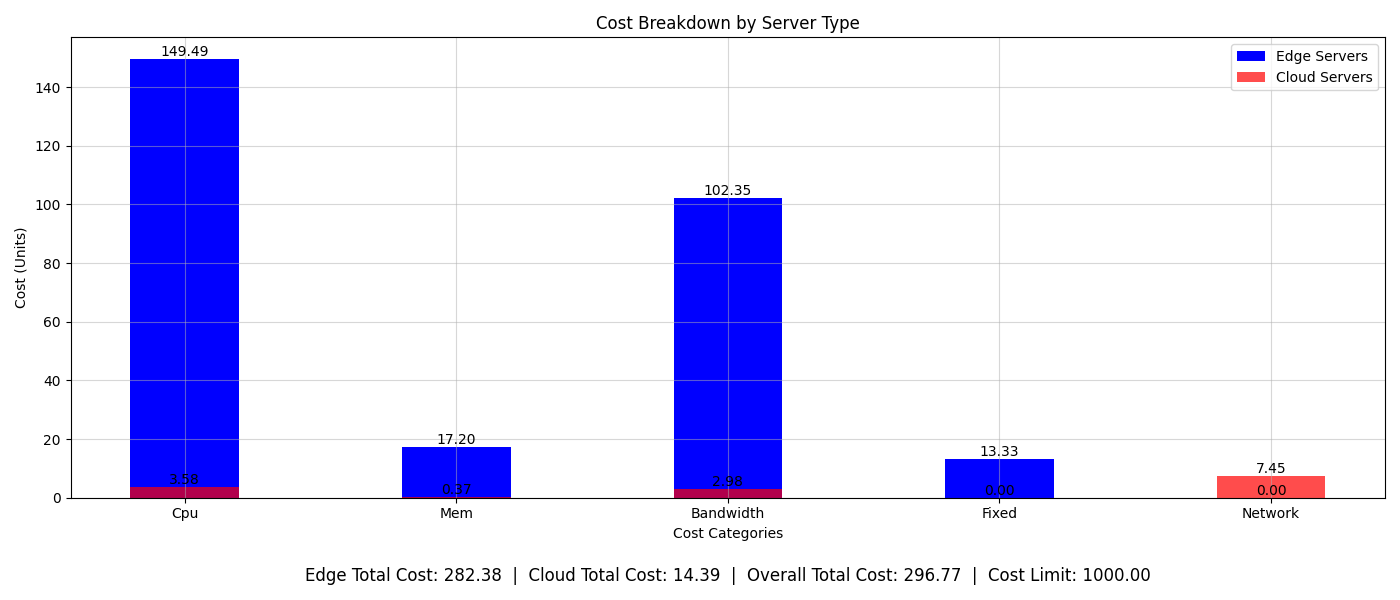 Cost Breakdown by Server Type
Edge Servers
Cloud Servers
149.49
3.58
17.20
0.37
102.35
2.98
13.33
0.00
7.45
0.00
140
120
100
80
60
40
20
0
Cost (Units)
Cpu Mem Bandwidth Fixed Network
Cost Categories
Edge Total Cost: 282.38 | Cloud Total Cost: 14.39 | Overall Total Cost: 296.77 | Cost Limit: 1000.00